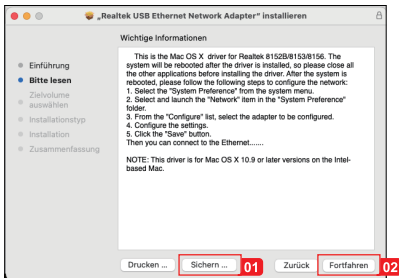 „Realtek USB Ethernet Network Adapter“ installieren
Wichtige Informationen
Einführung
Bitte lesen
Zielvolume
auswählen
Installationstyp
Installation
Zusammenfassung
This is the Mac OS X driver for Realtek 8152B/8153/8156. The
system will be rebooted after the driver is installed, so please close all
the other applications before installing the driver. After the system is
rebooted, please follow the following steps to configure the network:
1. Select the "System Preference" from the system menu.
2. Select and launch the "Network" item in the "System Preference"
folder.
3. From the "Configure" list, select the adapter to be configured.
4. Configure the settings.
5. Click the "Save" button.
Then you can connect to the Ethernet.......
NOTE: This driver is for Mac OS X 10.9 or later versions on the Intel-
based Mac.
Drucken ... Sichern ... 01 Zurück Fortfahren 02